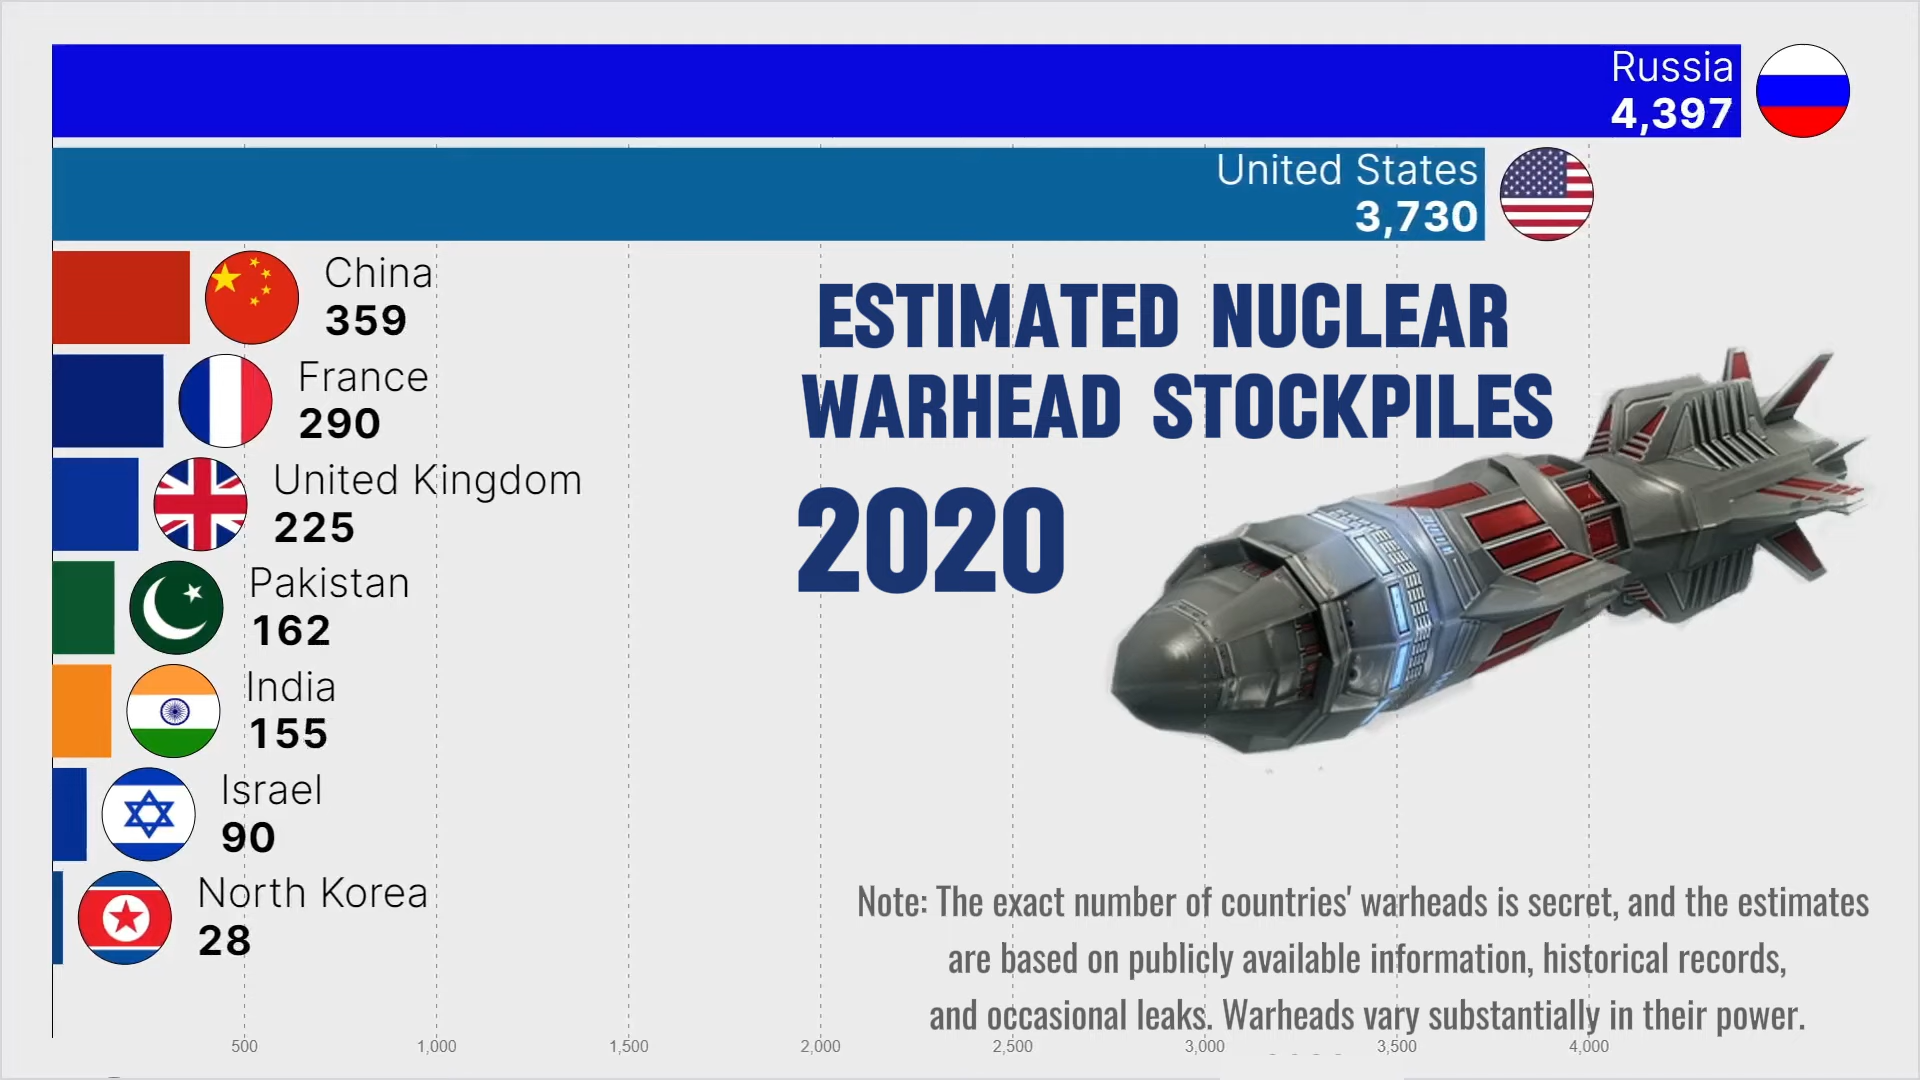 Russia
4,397
United States
3,730
China
359
France
290
United Kingdom
225
Pakistan
162
India
155
Israel
90
North Korea
28
ESTIMATED NUCLEAR
WARHEAD STOCKPILES
2020
Note: The exact number of countries' warheads is secret, and the estimates
are based on publicly available information, historical records,
and occasional leaks. Warheads vary substantially in their power.
500 1,000 1,500 2,000 2,500 3,000 3,500 4,000